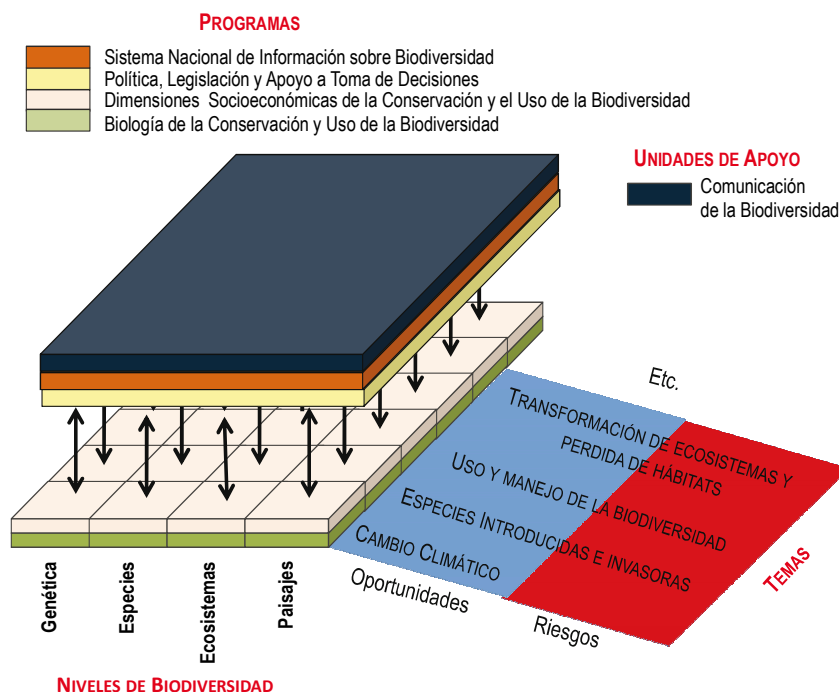 PROGRAMAS
Sistema Nacional de Información sobre Biodiversidad
Política, Legislación y Apoyo a Toma de Decisiones
Dimensiones Socioeconómicas de la Conservación y el Uso de la Biodiversidad
Biología de la Conservación y Uso de la Biodiversidad
UNIDADES DE APOYO
Comunicación
de la Biodiversidad
Etc.
TRANSFORMACIÓN DE ECOSISTEMAS Y
PERDIDA DE HÁBITATS
USO Y MANEJO DE LA BIODIVERSIDAD
ESPECIES INTRODUCIDAS E INVASORAS
CAMBIO CLIMÁTICO
Oportunidades
Riesgos
TEMAS
Genética
Especies
Ecosistemas
Paisajes
NIVELES DE BIODIVERSIDAD